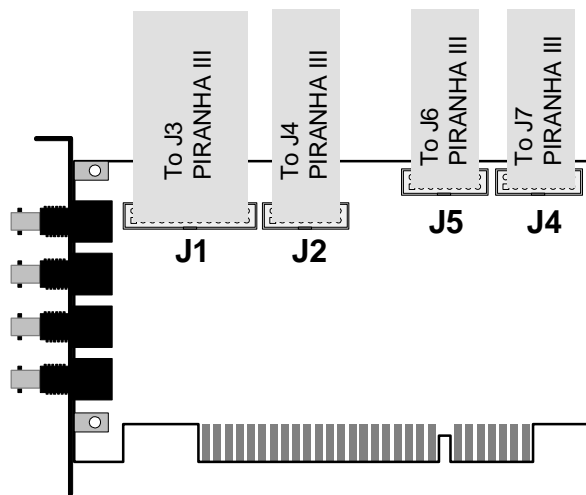 To J3
PIRANHA III
To J4
PIRANHA III
To J6
PIRANHA III
To J7
PIRANHA III
J1
J2
J5
J4